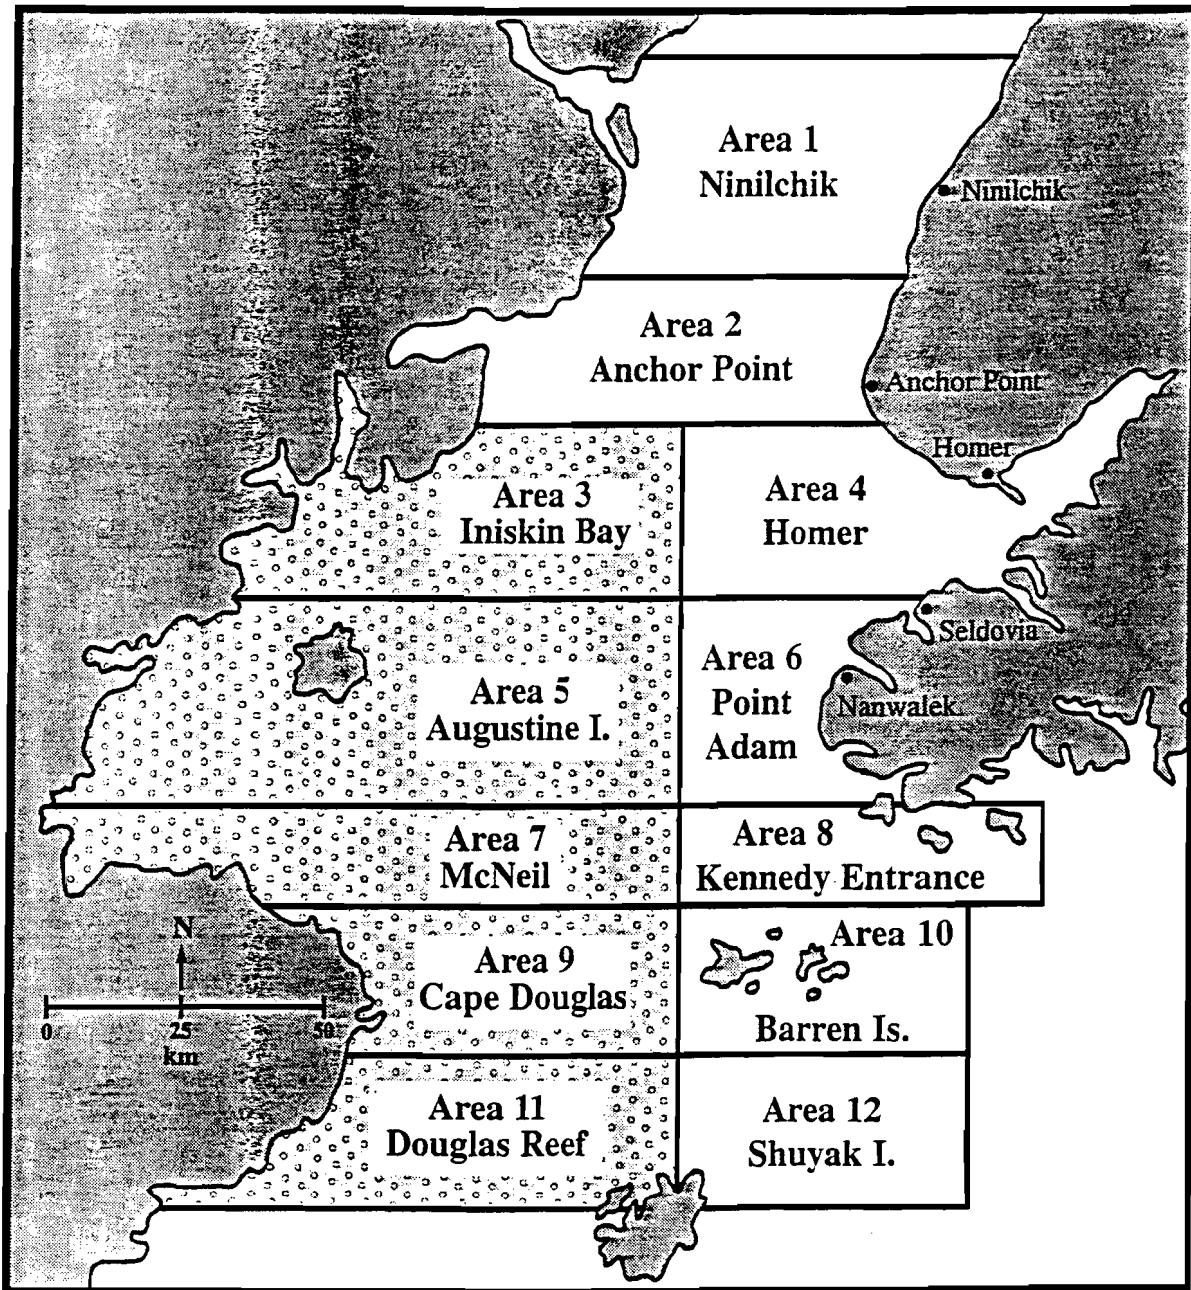 Area 1
Ninilchik
Ninilchik
Area 2
Anchor Point
Anchor Point
Homer
Area 3
Iniskin Bay
Area 4
Homer
Seldovia
Area 5
Augustine I.
Area 6
Point
Adam
Nanwalek
Area 7
McNeil
Area 8
Kennedy Entrance
N
0 25 50
km
Area 9
Cape Douglas
Area 10
Barren Is.
Area 11
Douglas Reef
Area 12
Shuyak I.